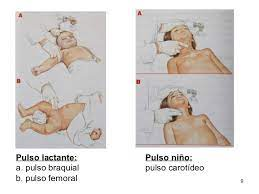 A
B
A
B
Pulso lactante:
a. pulso braquial
b. pulso femoral
Pulso niño:
pulso carotídeo
9